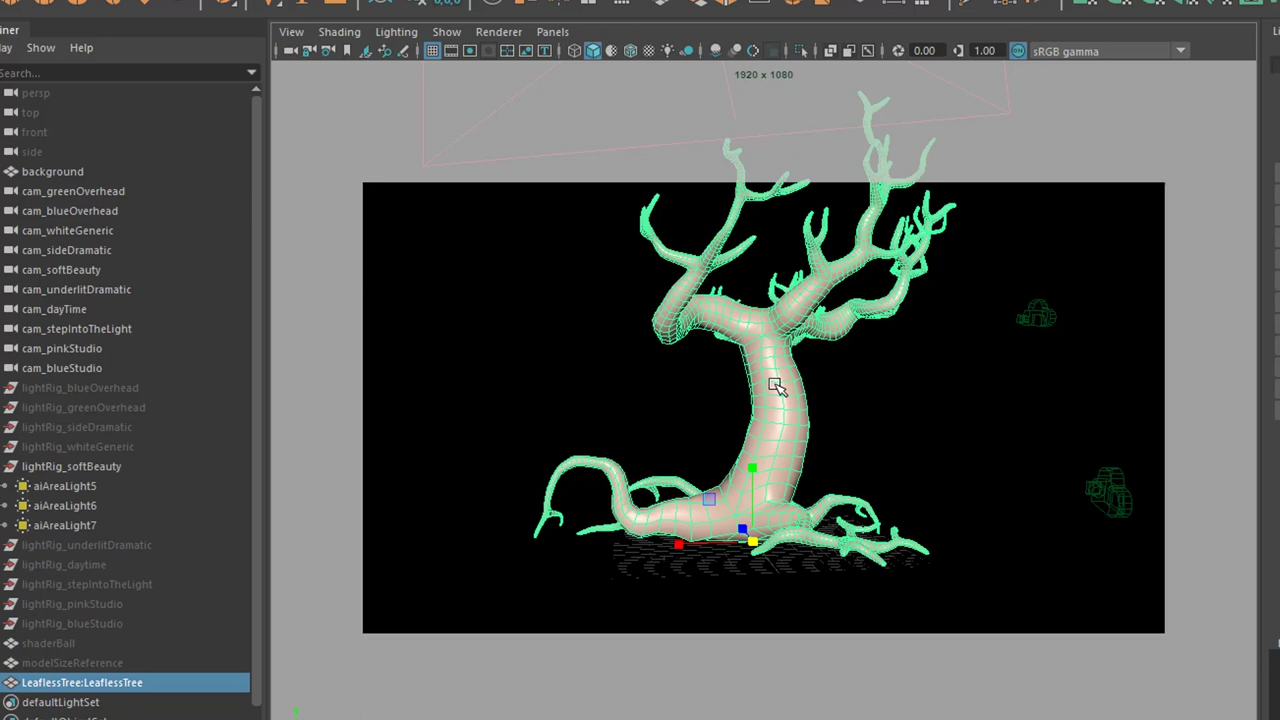 iner
View Shading Lighting Show Renderer Panels
lay Show Help
0.00 1.00 ON sRGB gamma
Search...
1920 x 1080
persp
top
front
side
background
cam_greenOverhead
cam_blueOverhead
cam_whiteGeneric
cam_sideDramatic
cam_softBeauty
cam_underlitDramatic
cam_dayTime
cam_stepIntoTheLight
cam_pinkStudio
cam_blueStudio
lightRig_blueOverhead
lightRig_greenOverhead
lightRig_sideDramatic
lightRig_whiteGeneric
lightRig_softBeauty
aiAreaLight5
aiAreaLight6
aiAreaLight7
lightRig_underlitDramatic
lightRig_stepIntoTheLight
lightRig_pinkStudio
lightRig_blueStudio
shaderBall
modelSizeReference
LeaflessTree:LeaflessTree
defaultLightSet